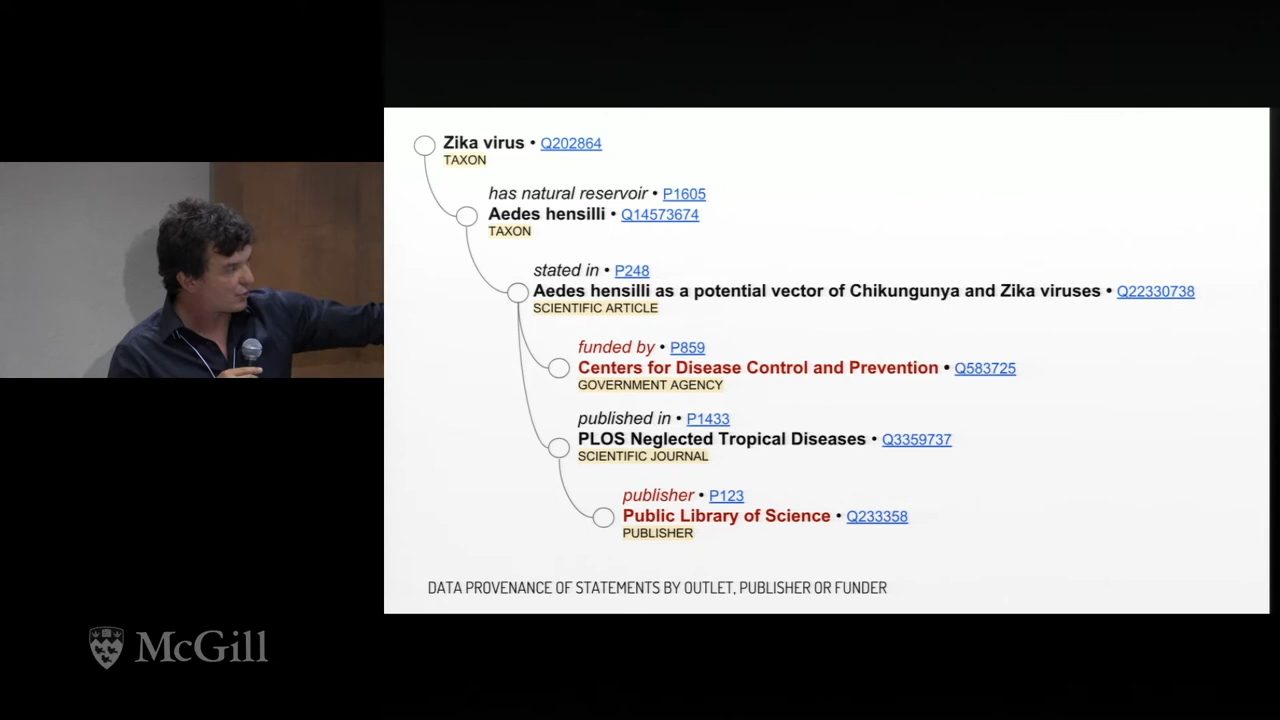 Zika virus • Q202864
TAXON
has natural reservoir • P1605
Aedes hensilli • Q14573674
TAXON
stated in • P248
Aedes hensilli as a potential vector of Chikungunya and Zika viruses • Q22330738
SCIENTIFIC ARTICLE
funded by • P859
Centers for Disease Control and Prevention • Q583725
GOVERNMENT AGENCY
published in • P1433
PLOS Neglected Tropical Diseases • Q3359737
SCIENTIFIC JOURNAL
publisher • P123
Public Library of Science • Q233358
PUBLISHER
DATA PROVENANCE OF STATEMENTS BY OUTLET, PUBLISHER OR FUNDER
McGill